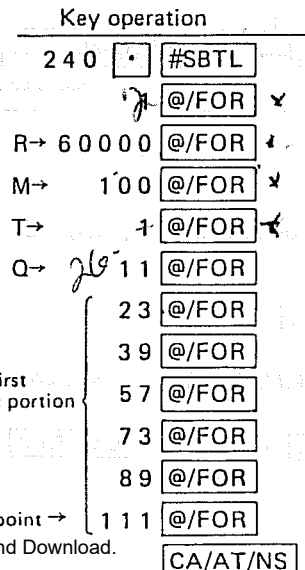 Key operation
240 [•] #SBTL
21 @/FOR x
R→ 60000 @/FOR
M→ 100 @/FOR x
T→ 1 @/FOR x
Q→ 11 @/FOR
23 @/FOR
39 @/FOR
irst 57 @/FOR
portion 73 @/FOR
89 @/FOR
point → 111 @/FOR
nd Download.
CA/AT/NS